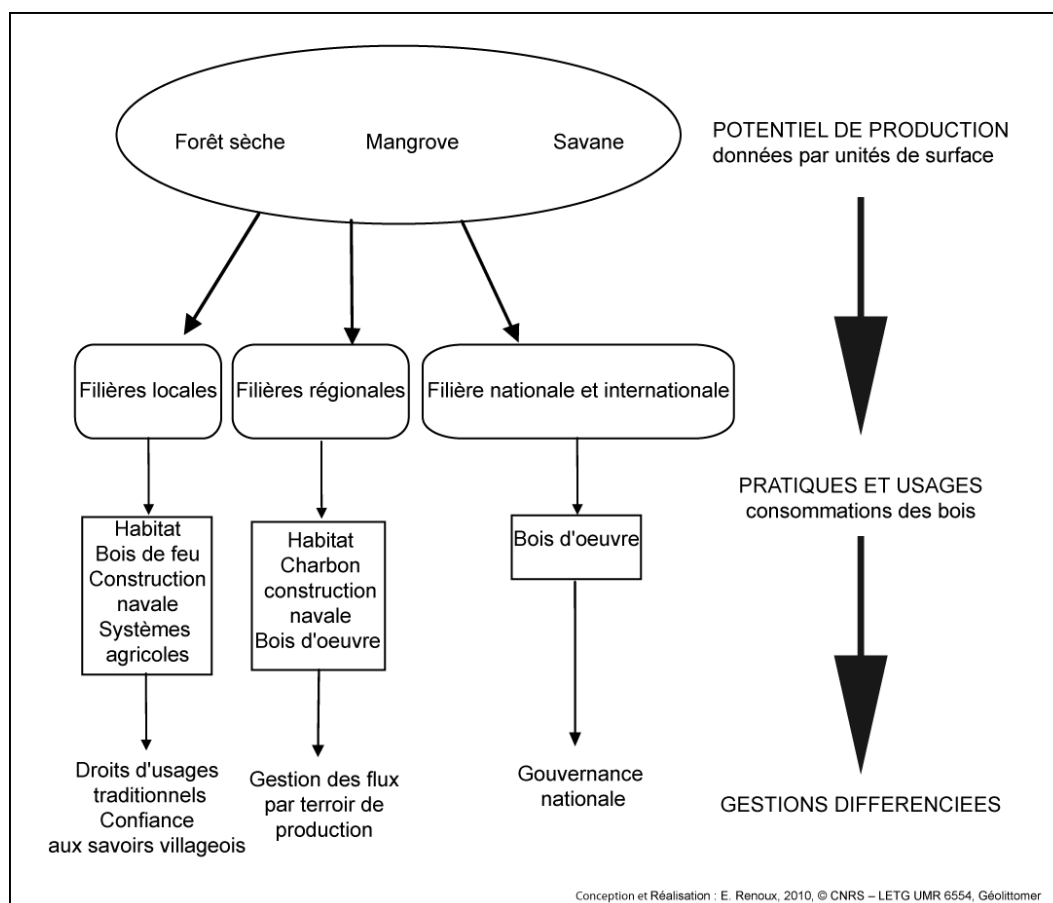 Forêt sèche
Mangrove
Savane
POTENTIEL DE PRODUCTION
données par unités de surface
Filières locales
Filières régionales
Filière nationale et internationale
PRATIQUES ET USAGES
consommations des bois
Habitat
Bois de feu
Construction
navale
Systèmes
agricoles
Habitat
Charbon
construction
navale
Bois d'oeuvre
Bois d'oeuvre
Droits d'usages
traditionnels
Confiance
aux savoirs villageois
Gestion des flux
par terroir de
production
Gouvernance
nationale
GESTIONS DIFFERENCIEES
Conception et Réalisation : E. Renoux, 2010, © CNRS – LETG UMR 6554, Géolittomer